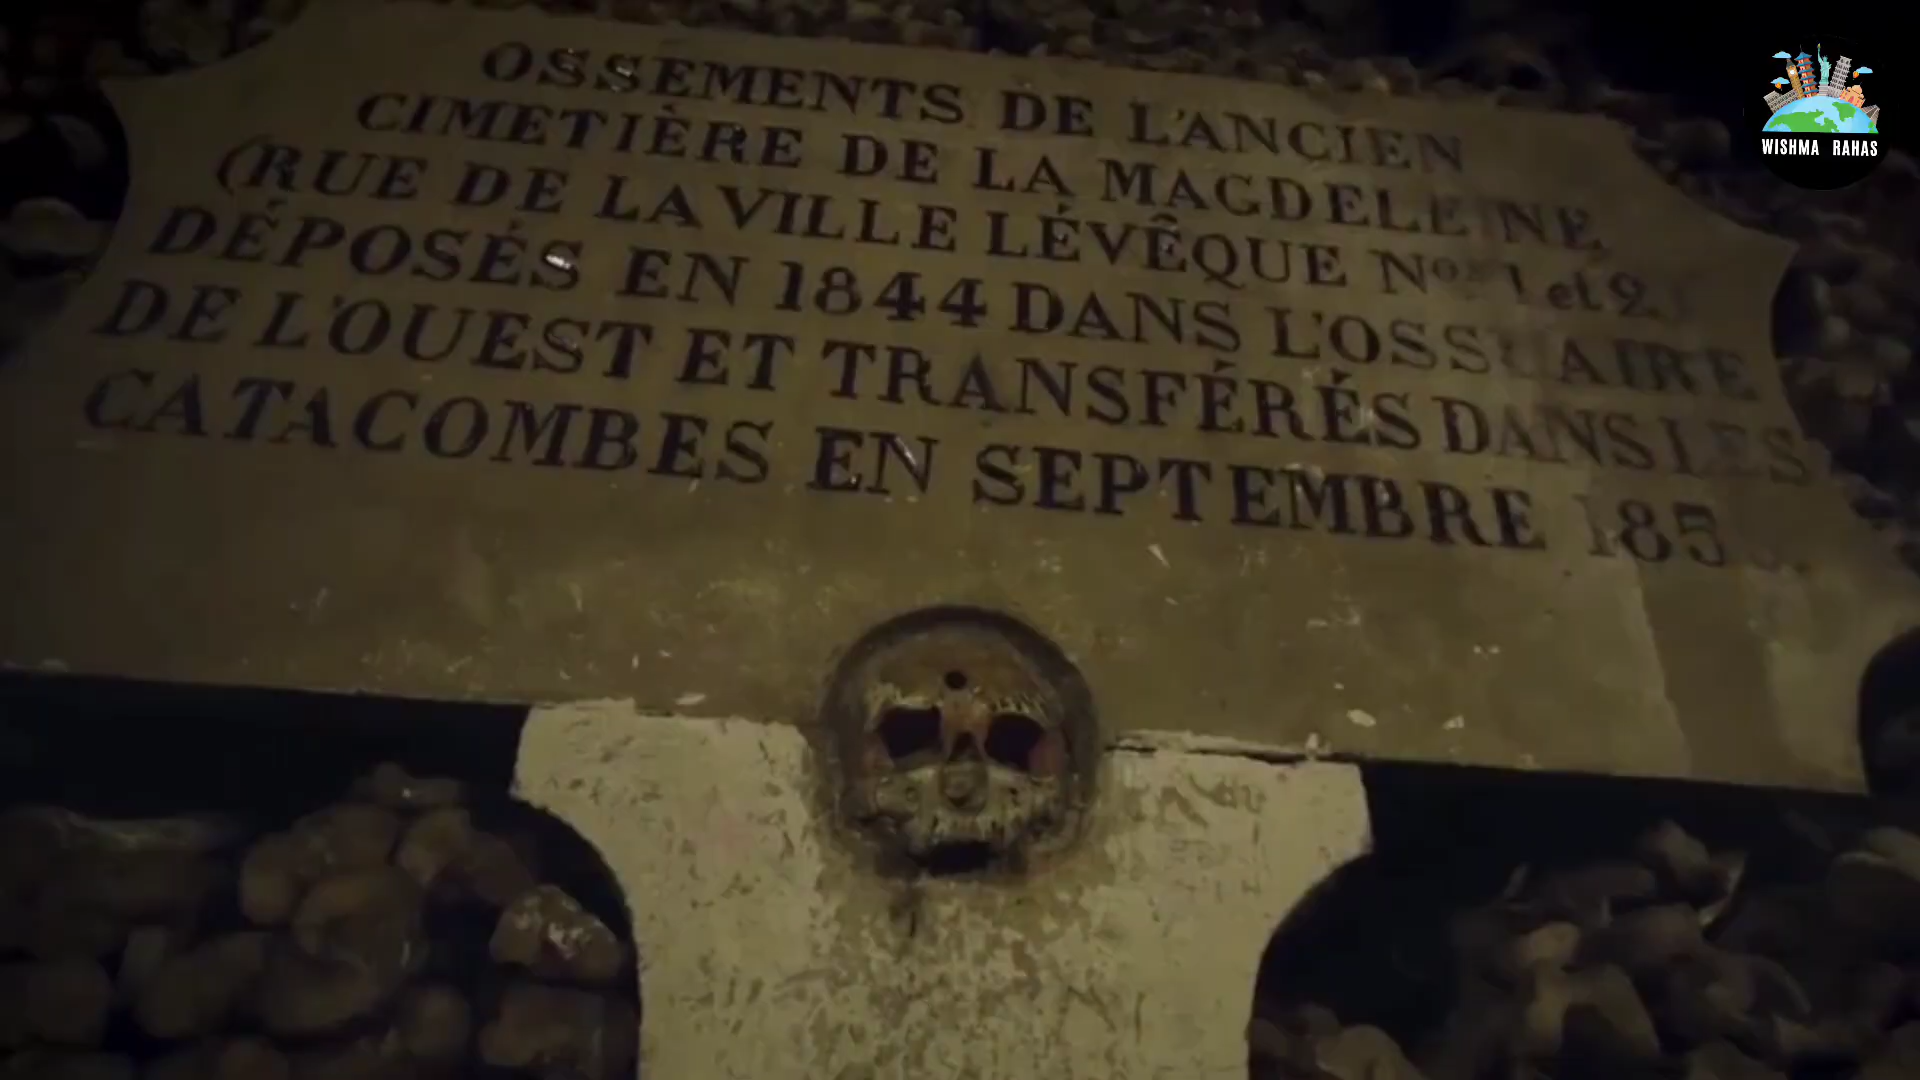 OSSEMENTS DE L'ANCIEN
CIMETIÈRE DE LA MAGDELEINE
(RUE DE LA VILLE LÉVÊQUE Nos 1 et 2.)
DÉPOSÉS EN 1844 DANS L'OSSUAIRE
DE L'OUEST ET TRANSFÉRÉS DANS LES
CATACOMBES EN SEPTEMBRE
WISHMA RAHAS